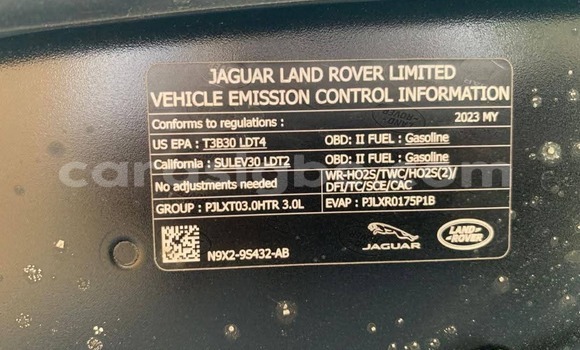 JAGUAR LAND ROVER LIMITED
VEHICLE EMISSION CONTROL INFORMATION
Conforms to regulations : 2023 MY
US EPA : T3B30 LDT4 OBD: II FUEL : Gasoline
California : SULEV30 LDT2 OBD: II FUEL : Gasoline
No adjustments needed WR-HO2S/TWC/HO2S(2)/
DFI/TC/SCE/CAC
GROUP : PJLXT03.0HTR 3.0L EVAP : PJLXR0175P1B
N9X2-9S432-AB
JAGUAR
LAND-
ROVER